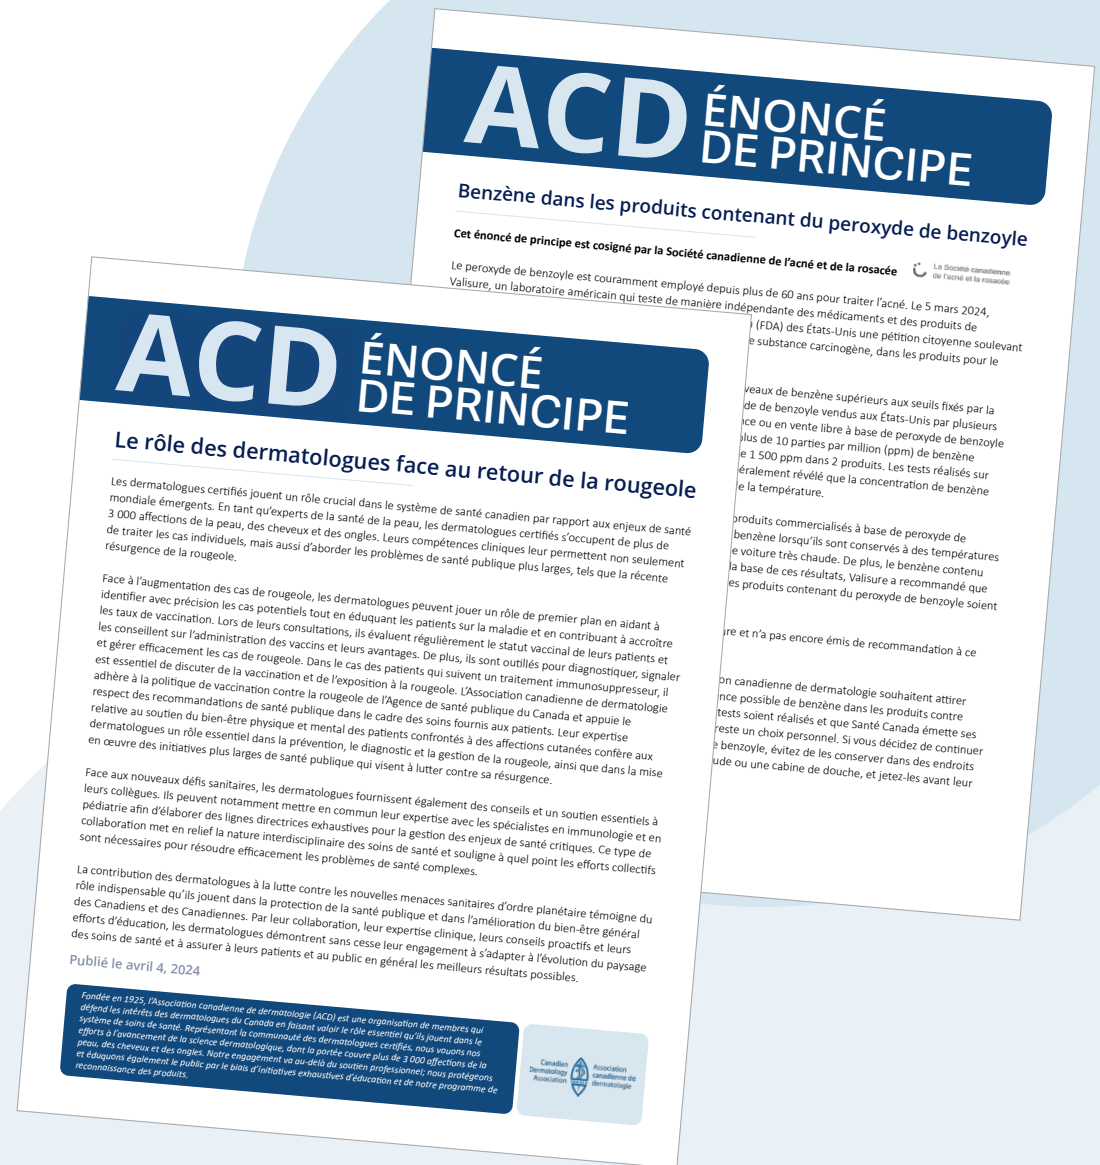 ACD ÉNONCÉ
DE PRINCIPE
Benzène dans les produits contenant du peroxyde de benzoyle
Cet énoncé de principe est cosigné par la Société canadienne de l'acné et de la rosacée
La Société canadienne
de l'acné et la rosacée
Le peroxyde de benzoyle est couramment employé depuis plus de 60 ans pour traiter l'acné. Le 5 mars 2024,
Valisure, un laboratoire américain qui teste de manière indépendante des médicaments et des produits de
(FDA) des États-Unis une pétition citoyenne soulevant
substance carcinogène, dans les produits pour le
veaux de benzène supérieurs aux seuils fixés par la
de de benzoyle vendus aux États-Unis par plusieurs
nce ou en vente libre à base de peroxyde de benzoyle
plus de 10 parties par million (ppm) de benzène
e 1 500 ppm dans 2 produits. Les tests réalisés sur
éralement révélé que la concentration de benzène
la température.
produits commercialisés à base de peroxyde de
benzène lorsqu'ils sont conservés à des températures
e voiture très chaude. De plus, le benzène contenu
la base de ces résultats, Valisure a recommandé que
es produits contenant du peroxyde de benzoyle soient
re et n'a pas encore émis de recommandation à ce
on canadienne de dermatologie souhaitent attirer
nce possible de benzène dans les produits contre
tests soient réalisés et que Santé Canada émette ses
reste un choix personnel. Si vous décidez de continuer
benzoyle, évitez de les conserver dans des endroits
ude ou une cabine de douche, et jetez-les avant leur
ACD ÉNONCÉ
DE PRINCIPE
Le rôle des dermatologues face au retour de la rougeole
Les dermatologues certifiés jouent un rôle crucial dans le système de santé canadien par rapport aux enjeux de santé
mondiale émergents. En tant qu'experts de la santé de la peau, les dermatologues certifiés s'occupent de plus de
3 000 affections de la peau, des cheveux et des ongles. Leurs compétences cliniques leur permettent non seulement
de traiter les cas individuels, mais aussi d'aborder les problèmes de santé publique plus larges, tels que la récente
résurgence de la rougeole.
Face à l'augmentation des cas de rougeole, les dermatologues peuvent jouer un rôle de premier plan en aidant à
identifier avec précision les cas potentiels tout en éduquant les patients sur la maladie et en contribuant à accroître
les taux de vaccination. Lors de leurs consultations, ils évaluent régulièrement le statut vaccinal de leurs patients et
les conseillent sur l'administration des vaccins et leurs avantages. De plus, ils sont outillés pour diagnostiquer, signaler
et gérer efficacement les cas de rougeole. Dans le cas des patients qui suivent un traitement immunosuppresseur, il
est essentiel de discuter de la vaccination et de l'exposition à la rougeole. L'Association canadienne de dermatologie
adhère à la politique de vaccination contre la rougeole de l'Agence de santé publique du Canada et appuie le
respect des recommandations de santé publique dans le cadre des soins fournis aux patients. Leur expertise
relative au soutien du bien-être physique et mental des patients confrontés à des affections cutanées confère aux
dermatologues un rôle essentiel dans la prévention, le diagnostic et la gestion de la rougeole, ainsi que dans la mise
en œuvre des initiatives plus larges de santé publique qui visent à lutter contre sa résurgence.
Face aux nouveaux défis sanitaires, les dermatologues fournissent également des conseils et un soutien essentiels à
leurs collègues. Ils peuvent notamment mettre en commun leur expertise avec les spécialistes en immunologie et en
pédiatrie afin d'élaborer des lignes directrices exhaustives pour la gestion des enjeux de santé critiques. Ce type de
collaboration met en relief la nature interdisciplinaire des soins de santé et souligne à quel point les efforts collectifs
sont nécessaires pour résoudre efficacement les problèmes de santé complexes.
La contribution des dermatologues à la lutte contre les nouvelles menaces sanitaires d'ordre planétaire témoigne du
rôle indispensable qu'ils jouent dans la protection de la santé publique et dans l'amélioration du bien-être général
des Canadiens et des Canadiennes. Par leur collaboration, leur expertise clinique, leurs conseils proactifs et leurs
efforts d'éducation, les dermatologues démontrent sans cesse leur engagement à s'adapter à l'évolution du paysage
des soins de santé et à assurer à leurs patients et au public en général les meilleurs résultats possibles.
Publié le avril 4, 2024
Fondée en 1925, l'Association canadienne de dermatologie (ACD) est une organisation de membres qui
défend les intérêts des dermatologues du Canada en faisant valoir le rôle essentiel qu'ils jouent dans le
système de soins de santé. Représentant la communauté des dermatologues certifiés, nous vouons nos
efforts à l'avancement de la science dermatologique, dont la portée couvre plus de 3 000 affections de la
peau, des cheveux et des ongles. Notre engagement va au-delà du soutien professionnel; nous protégeons
et éduquons également le public par le biais d'initiatives exhaustives d'éducation et de notre programme de
reconnaissance des produits.
Canadian
Dermatology
Association
Association
canadienne de
dermatologie